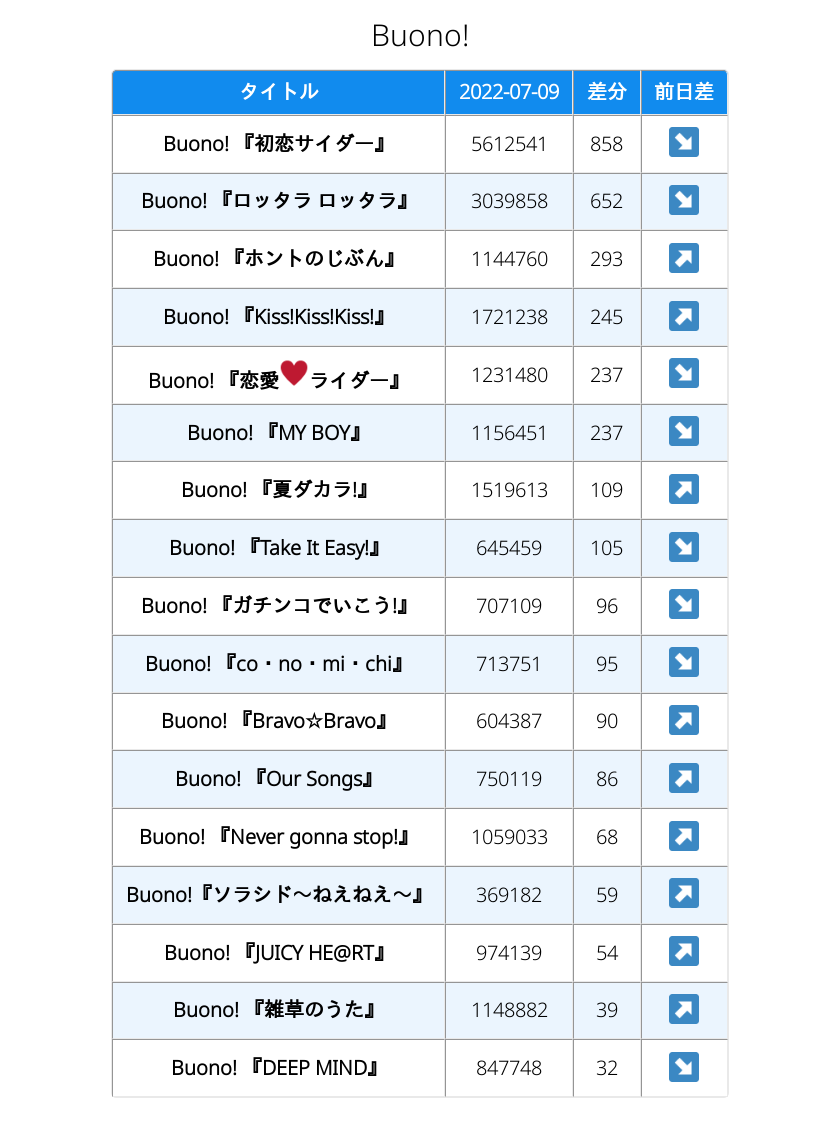 Buono!
タイトル 2022-07-09 差分 前日差
Buono! 『初恋サイダー』 5612541 858 ↘
Buono! 『ロッタラ ロッタラ』 3039858 652 ↘
Buono! 『ホントのじぶん』 1144760 293 ↗
Buono! 『Kiss!Kiss!Kiss!』 1721238 245 ↗
Buono! 『恋愛♥ライダー』 1231480 237 ↘
Buono! 『MY BOY』 1156451 237 ↘
Buono! 『夏ダカラ!』 1519613 109 ↗
Buono! 『Take It Easy!』 645459 105 ↘
Buono! 『ガチンコでいこう!』 707109 96 ↘
Buono! 『co・no・mi・chi』 713751 95 ↘
Buono! 『Bravo☆Bravo』 604387 90 ↗
Buono! 『Our Songs』 750119 86 ↗
Buono! 『Never gonna stop!』 1059033 68 ↗
Buono!『ソラシド〜ねえねえ〜』 369182 59 ↗
Buono! 『JUICY HE@RT』 974139 54 ↗
Buono! 『雑草のうた』 1148882 39 ↗
Buono! 『DEEP MIND』 847748 32 ↘